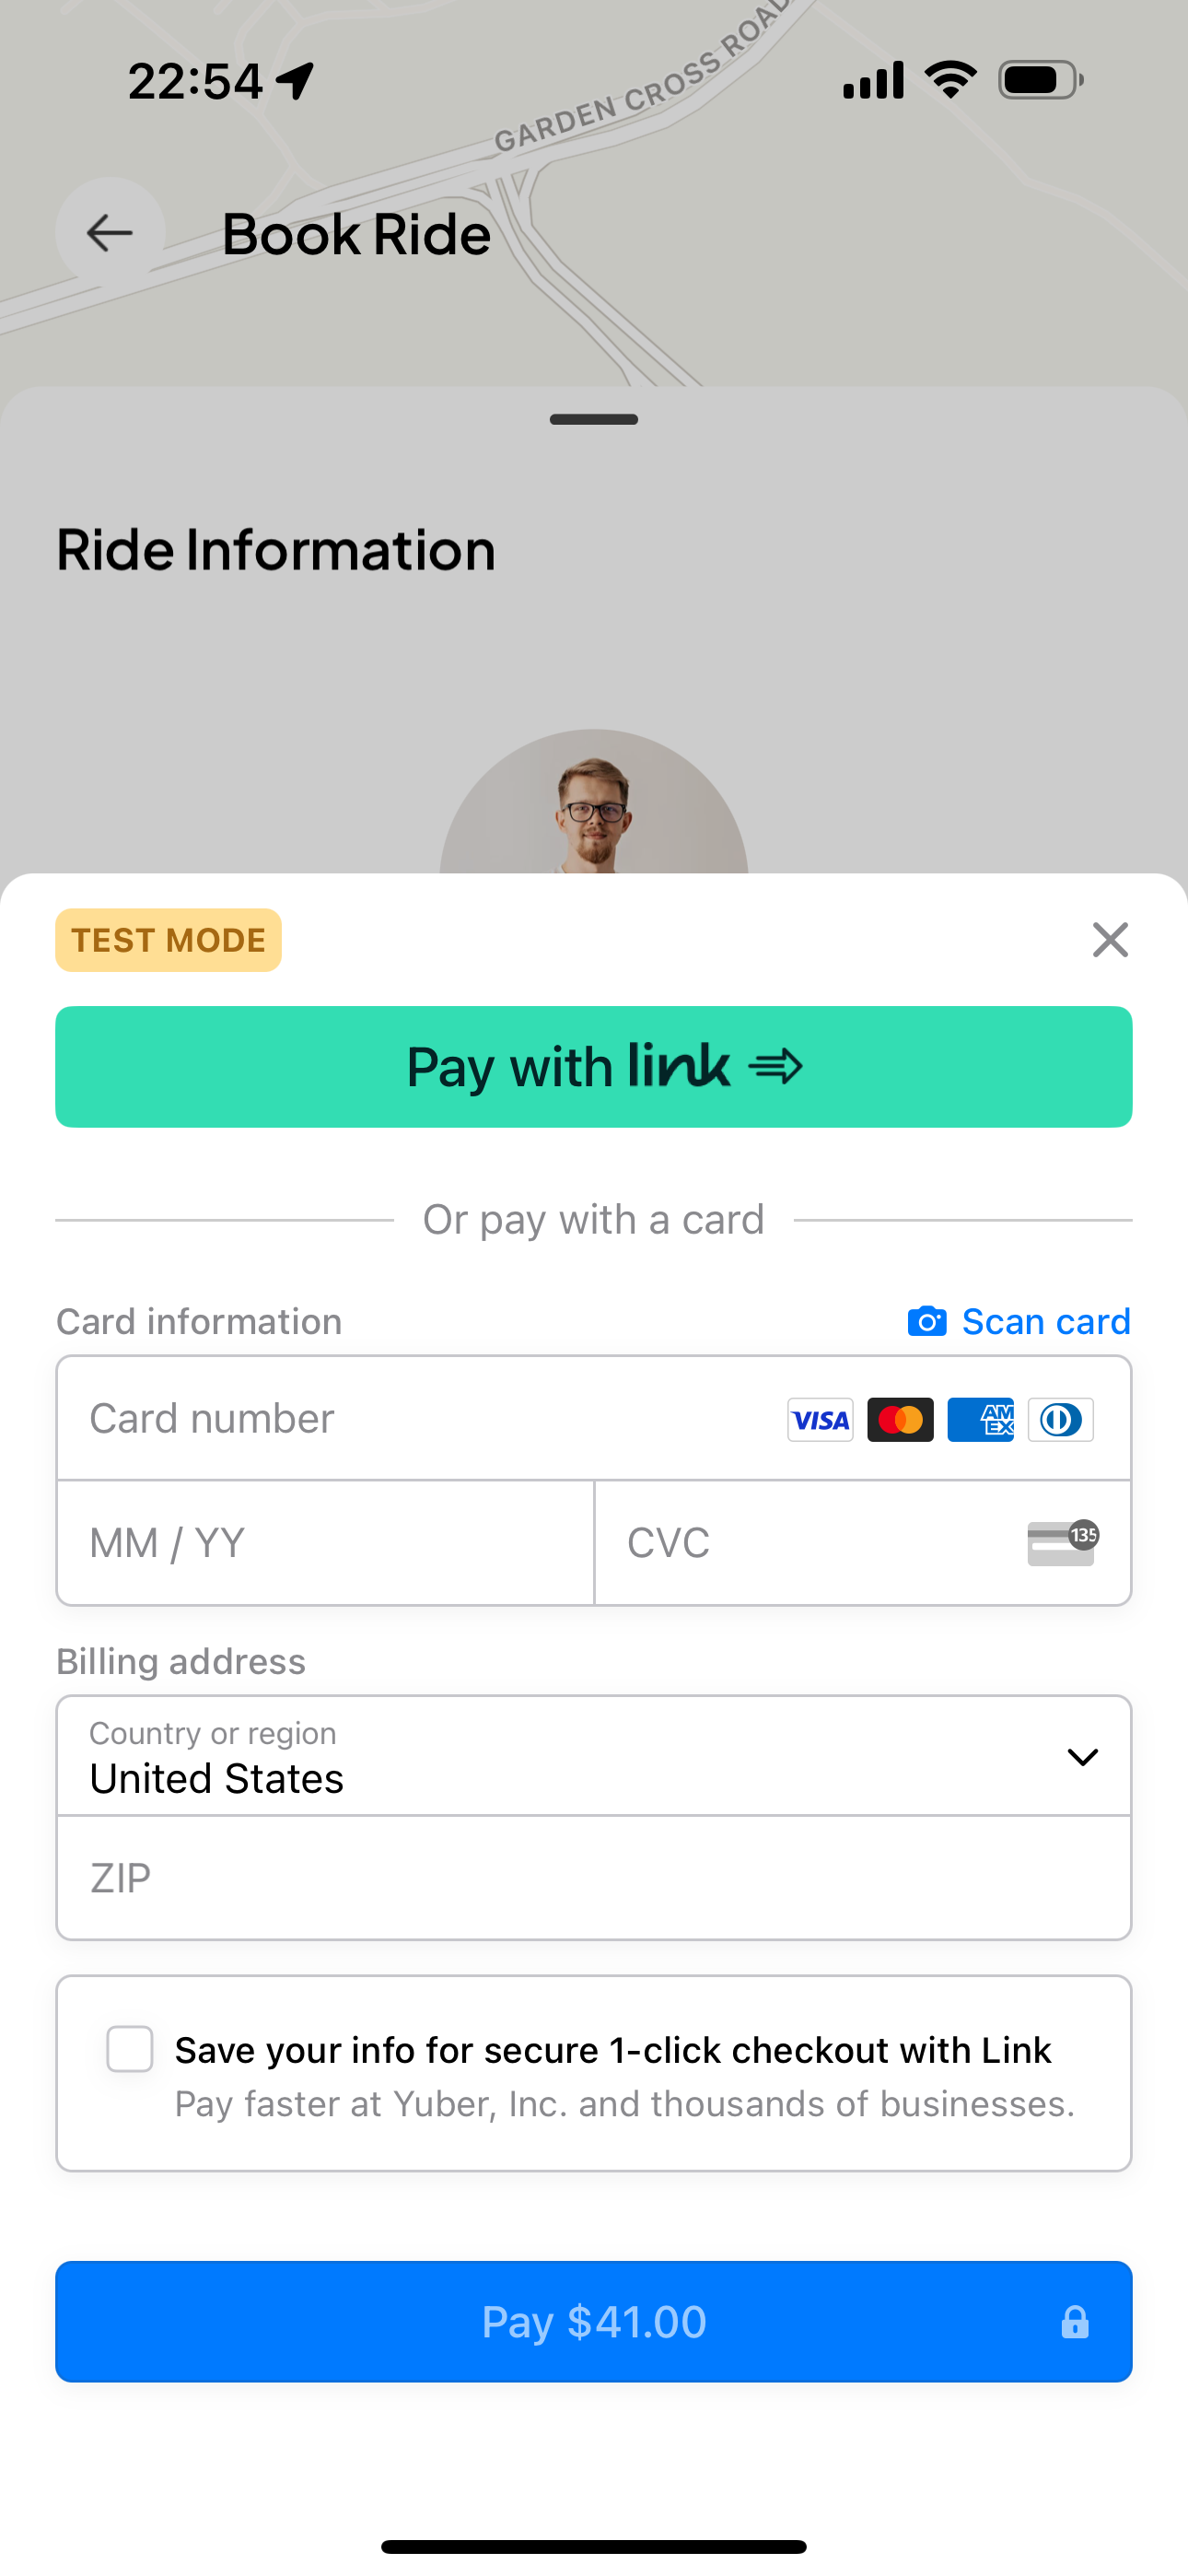 22:54
GARDEN CROSS ROAD
Book Ride
Ride Information
TEST MODE
Pay with link
Or pay with a card
Card information
Scan card
Card number
VISA
AMEX
MM / YY
CVC
135
Billing address
Country or region
United States
ZIP
Save your info for secure 1-click checkout with Link
Pay faster at Yuber, Inc. and thousands of businesses.
Pay $41.00